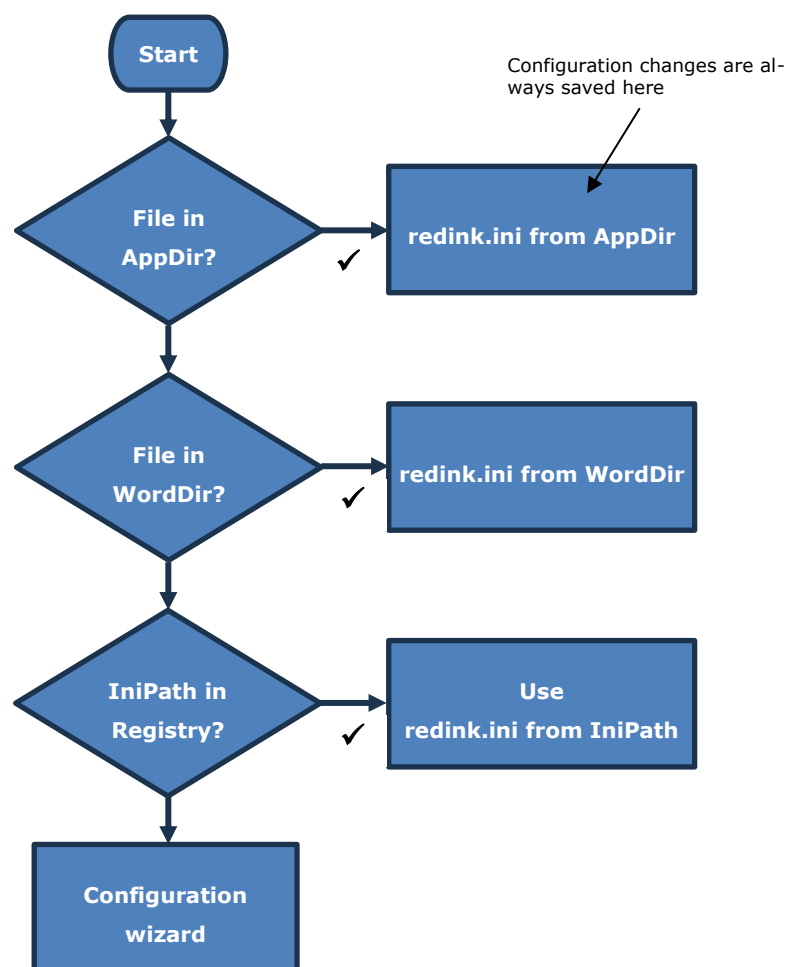 Start
Configuration changes are al-
ways saved here
File in
AppDir?
redink.ini from AppDir
✓
File in
WordDir?
redink.ini from WordDir
✓
IniPath in
Registry?
Use
redink.ini from IniPath
✓
Configuration
wizard